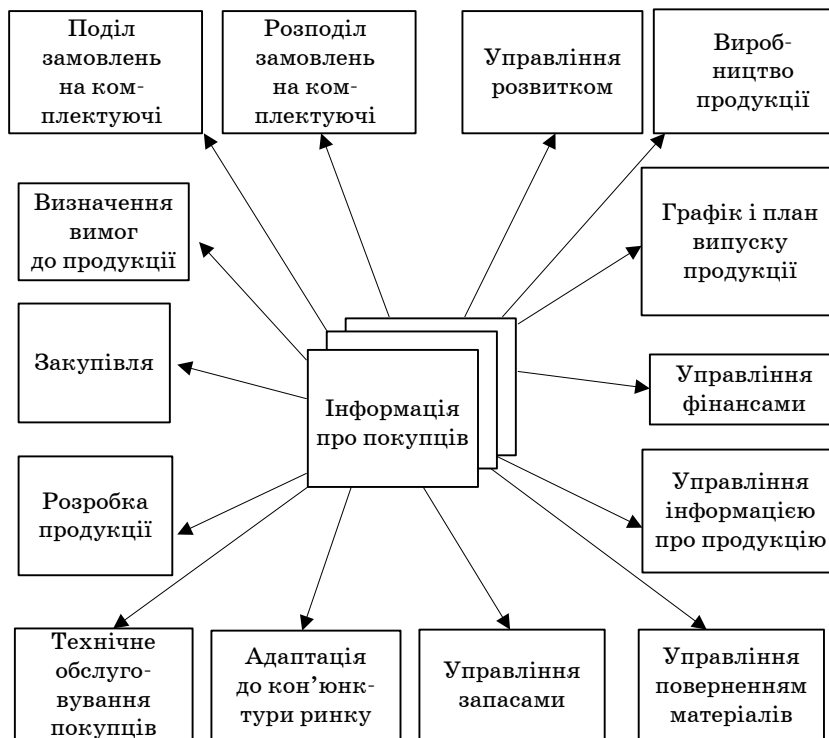 Поділ
замовлень
на ком-
плектуючі
Розподіл
замовлень
на ком-
плектуючі
Управління
розвитком
Вироб-
ництво
продукції
Визначення
вимог
до продукції
Графік і план
випуску
продукції
Закупівля
Інформація
про покупців
Управління
фінансами
Розробка
продукції
Управління
інформацією
про продукцію
Технічне
обслуго-
вування
покупців
Адаптація
до кон’юнк-
тури ринку
Управління
запасами
Управління
поверненням
матеріалів